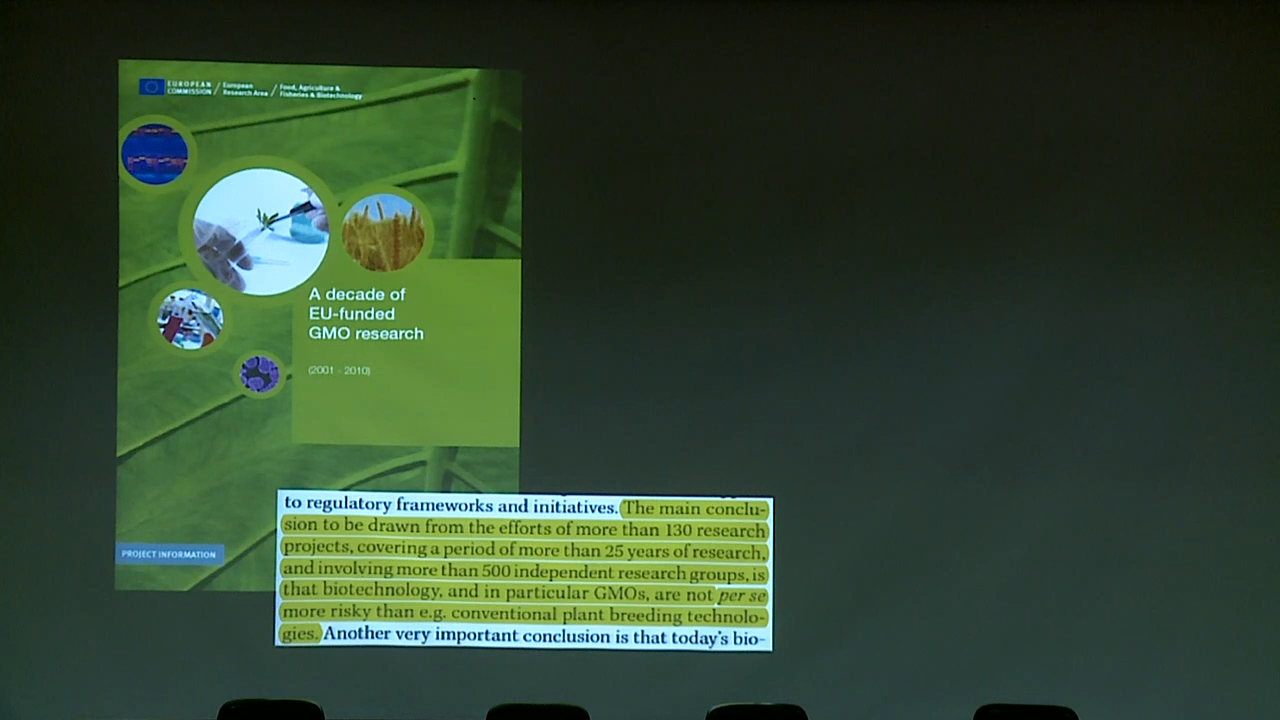 EUROPEAN
COMMISSION
European
Research Area
Food, Agriculture &
Fisheries & Biotechnology
A decade of
EU-funded
GMO research
(2001 - 2010)
PROJECT INFORMATION
to regulatory frameworks and initiatives. The main conclu-
sion to be drawn from the efforts of more than 130 research
projects, covering a period of more than 25 years of research,
and involving more than 500 independent research groups, is
that biotechnology, and in particular GMOs, are not per se
more risky than e.g. conventional plant breeding technolo-
gies. Another very important conclusion is that today's bio-